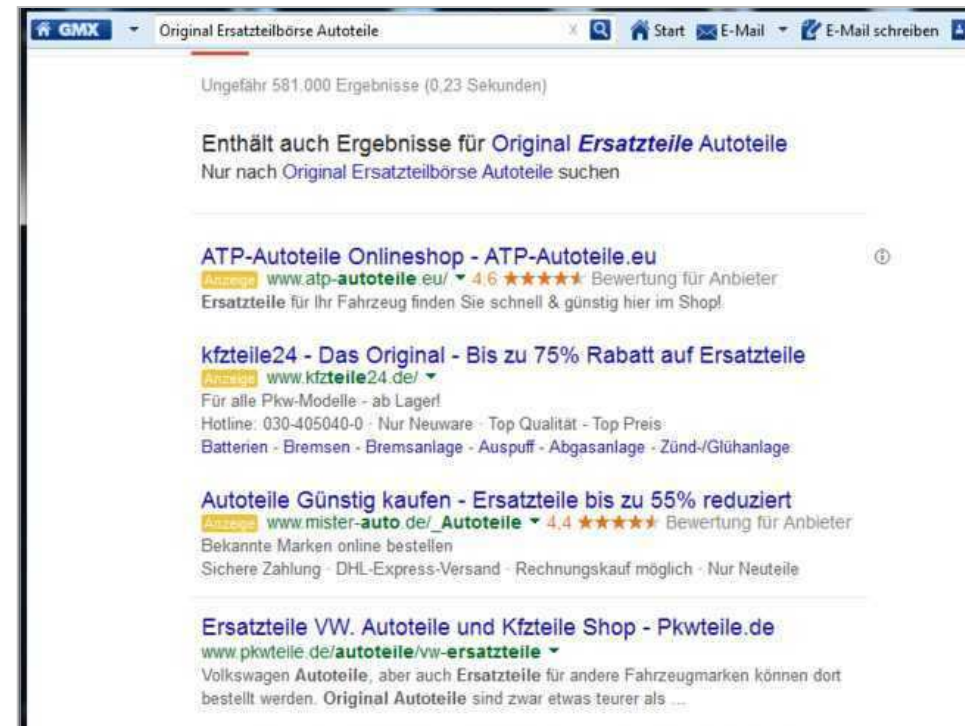 GMX Original Ersatzteilbörse Autoteile x Start E-Mail E-Mail schreiben
Ungefähr 581.000 Ergebnisse (0,23 Sekunden)
Enthält auch Ergebnisse für Original Ersatzteile Autoteile
Nur nach Original Ersatzteilbörse Autoteile suchen
ATP-Autoteile Onlineshop - ATP-Autoteile.eu
Anzeige www.atp-autoteile.eu/ 4,6 ★★★★★ Bewertung für Anbieter
Ersatzteile für Ihr Fahrzeug finden Sie schnell & günstig hier im Shop!
kfzteile24 - Das Original - Bis zu 75% Rabatt auf Ersatzteile
Anzeige www.kfzteile24.de/
Für alle Pkw-Modelle - ab Lager!
Hotline: 030-405040-0 · Nur Neuware · Top Qualität - Top Preis
Batterien - Bremsen - Bremsanlage - Auspuff - Abgasanlage - Zünd-/Glühanlage
Autoteile Günstig kaufen - Ersatzteile bis zu 55% reduziert
Anzeige www.mister-auto.de/_Autoteile 4,4 ★★★★★ Bewertung für Anbieter
Bekannte Marken online bestellen
Sichere Zahlung · DHL-Express-Versand · Rechnungskauf möglich · Nur Neuteile
Ersatzteile VW. Autoteile und Kfzteile Shop - Pkwteile.de
www.pkwteile.de/autoteile/vw-ersatzteile
Volkswagen Autoteile, aber auch Ersatzteile für andere Fahrzeugmarken können dort
bestellt werden. Original Autoteile sind zwar etwas teurer als ...